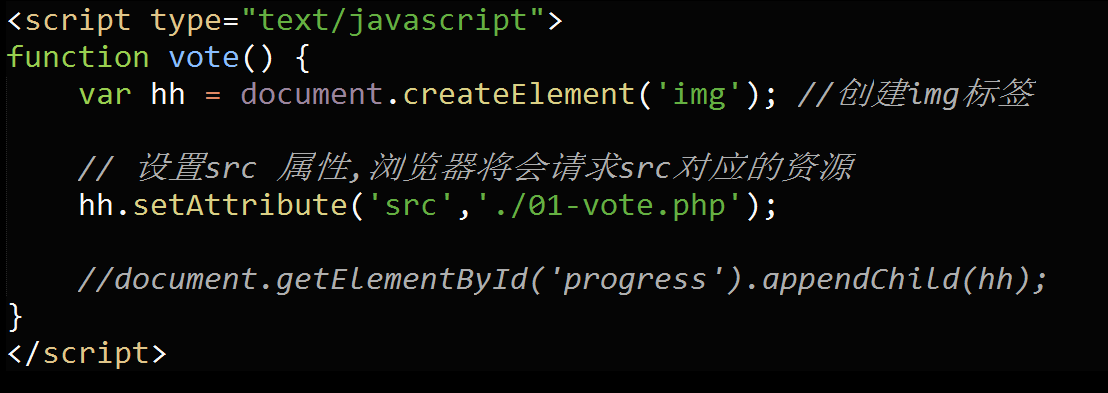 <script type="text/javascript">
function vote() {
    var hh = document.createElement('img'); //创建img标签
    // 设置src 属性,浏览器将会请求src对应的资源
    hh.setAttribute('src','./01-vote.php');
    //document.getElementById('progress').appendChild(hh);
}
</script>